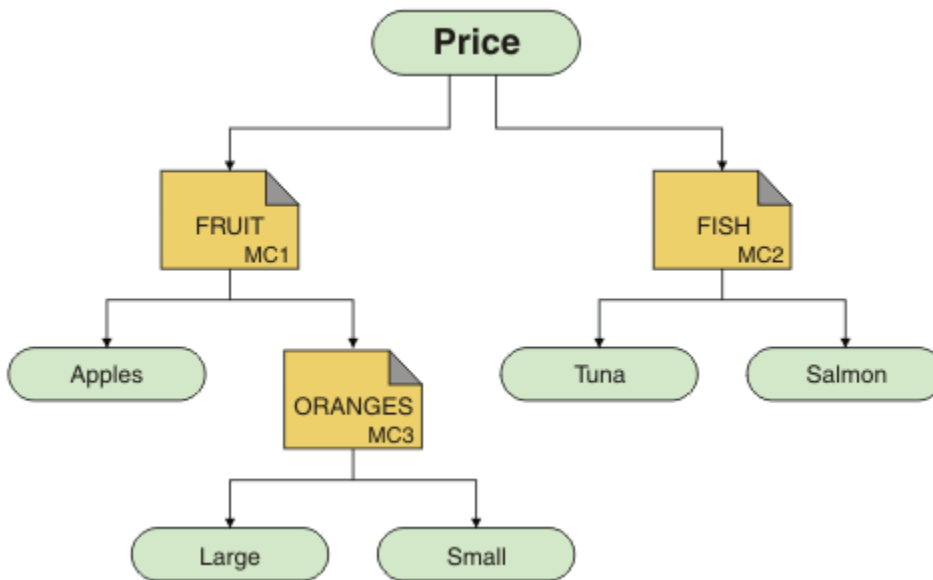 Price
FRUIT
MC1
FISH
MC2
Apples
ORANGES
MC3
Tuna
Salmon
Large
Small